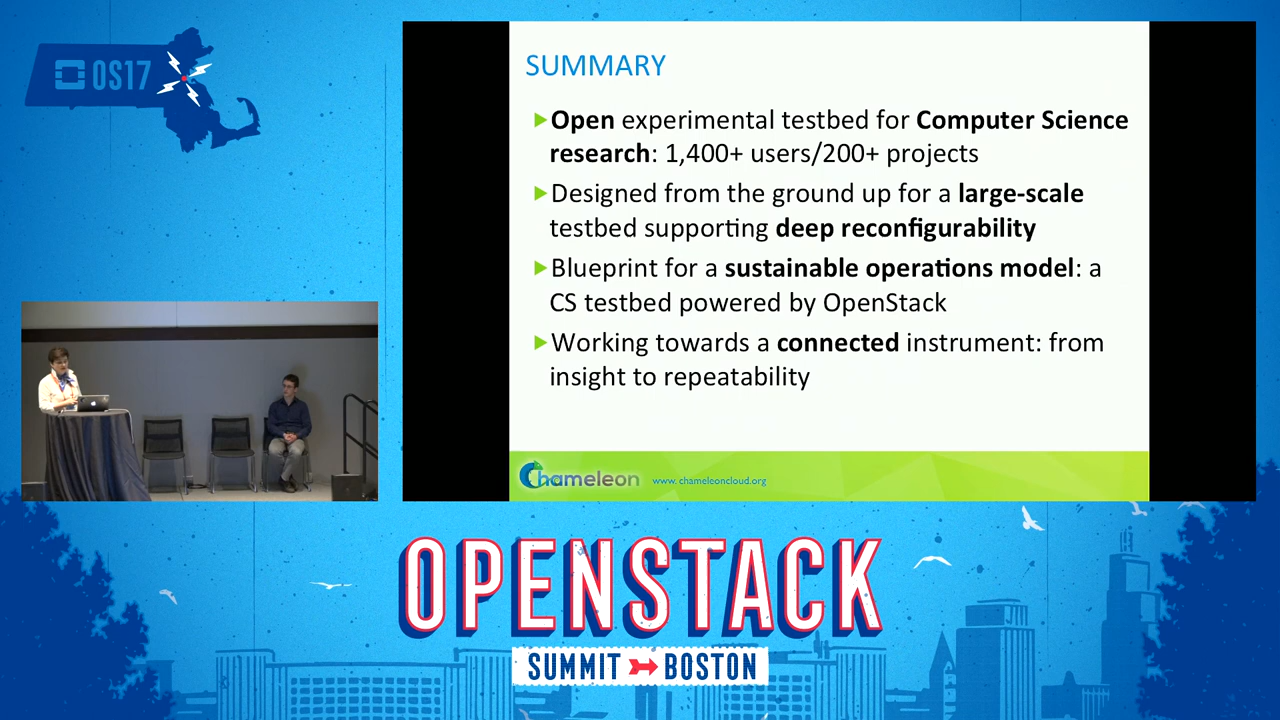 OS17
SUMMARY
Open experimental testbed for Computer Science
research: 1,400+ users/200+ projects
Designed from the ground up for a large-scale
testbed supporting deep reconfigurability
Blueprint for a sustainable operations model: a
CS testbed powered by OpenStack
Working towards a connected instrument: from
insight to repeatability
Chameleon www. chameleoncloud.org
OPENSTACK
SUMMIT BOSTON